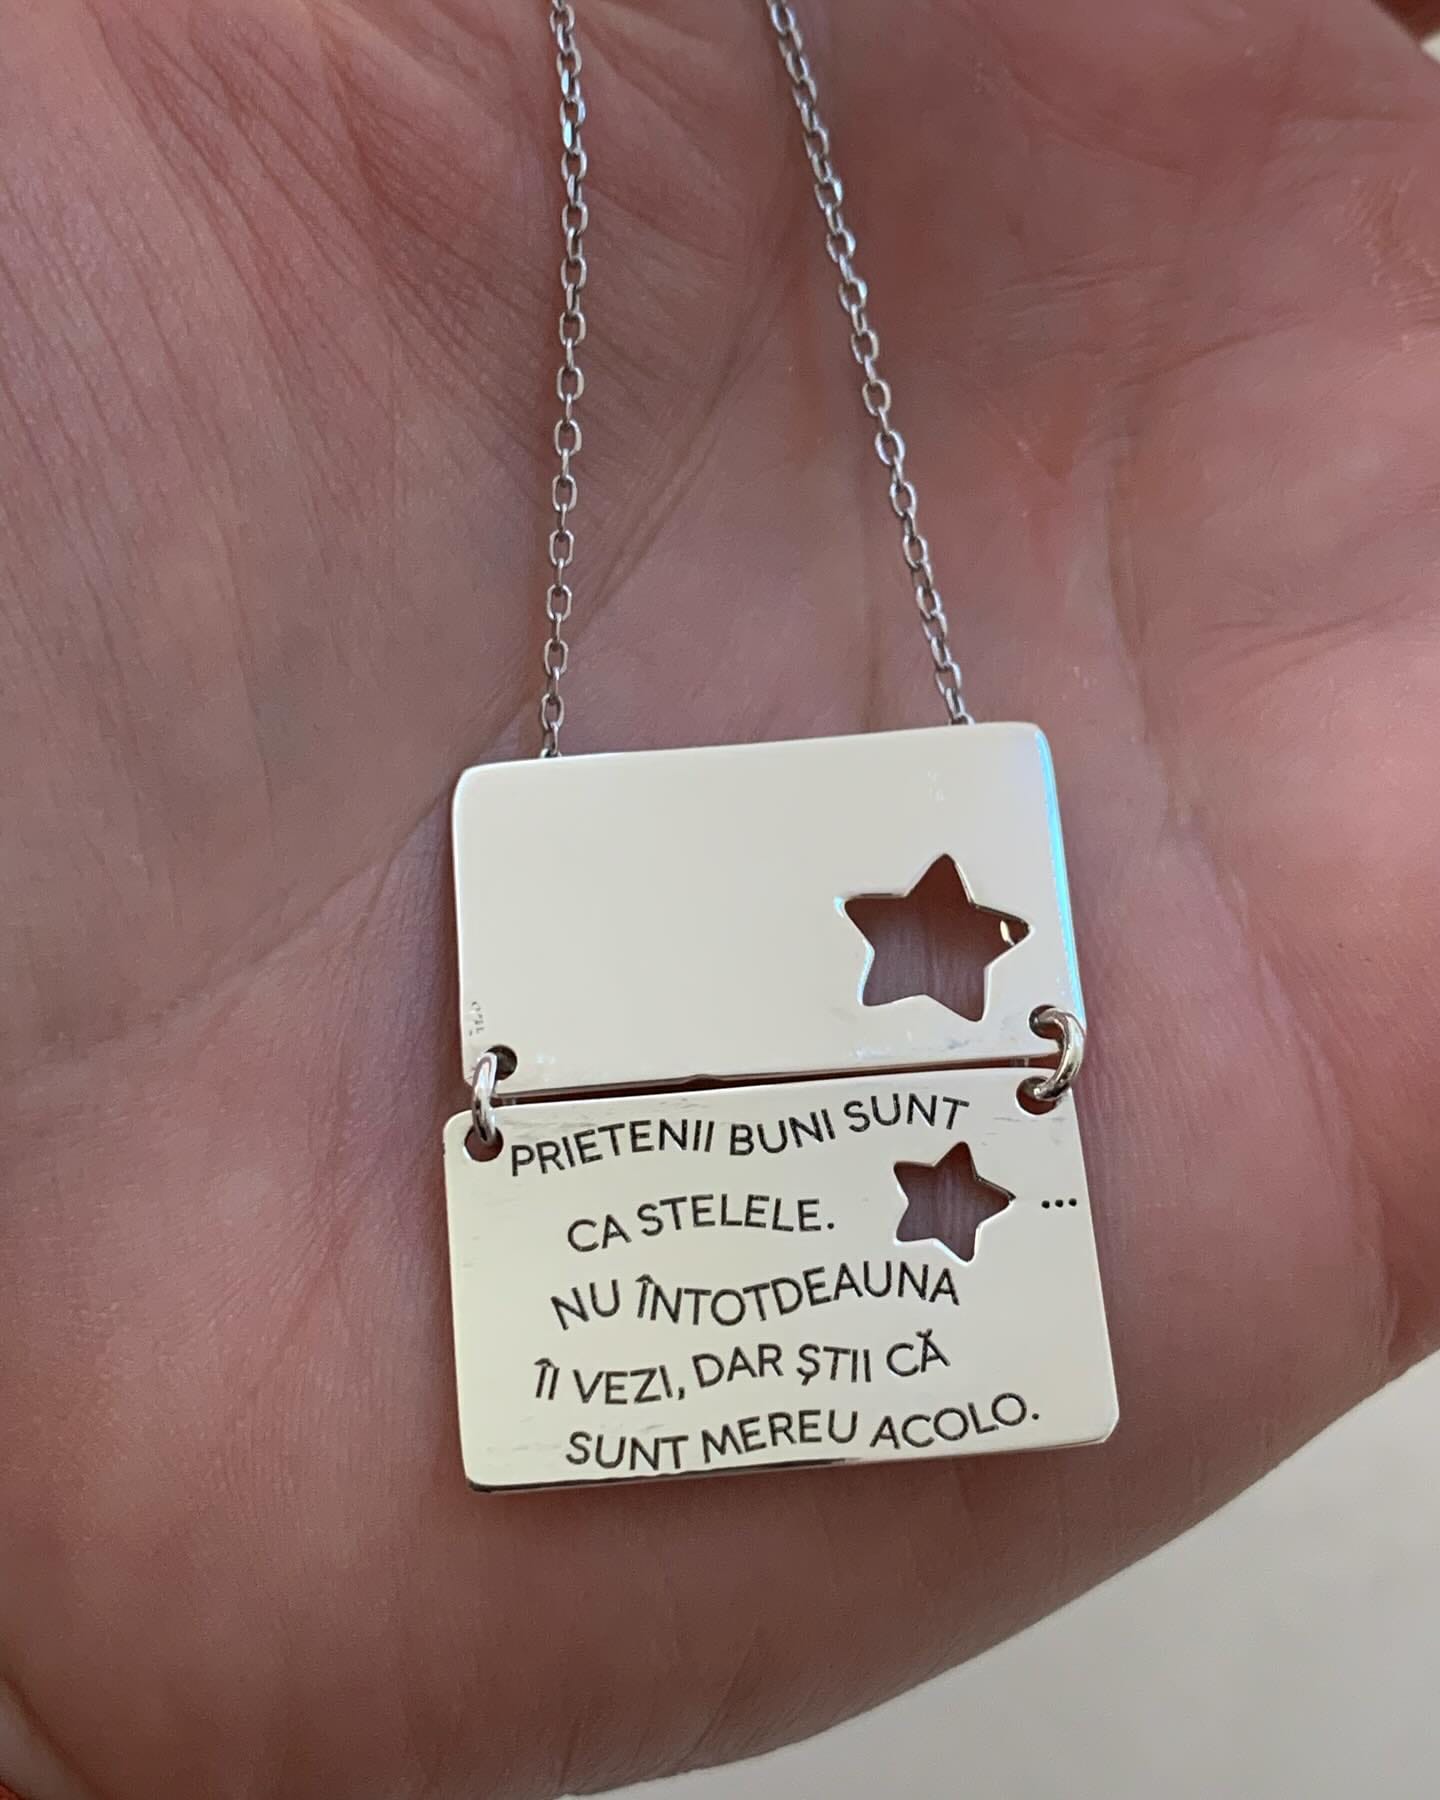 PRIETENII BUNI SUNT
CA STELELE. ...
NU ÎNTOTDEAUNA
ÎI VEZI, DAR ȘTII CĂ
SUNT MEREU ACOLO.